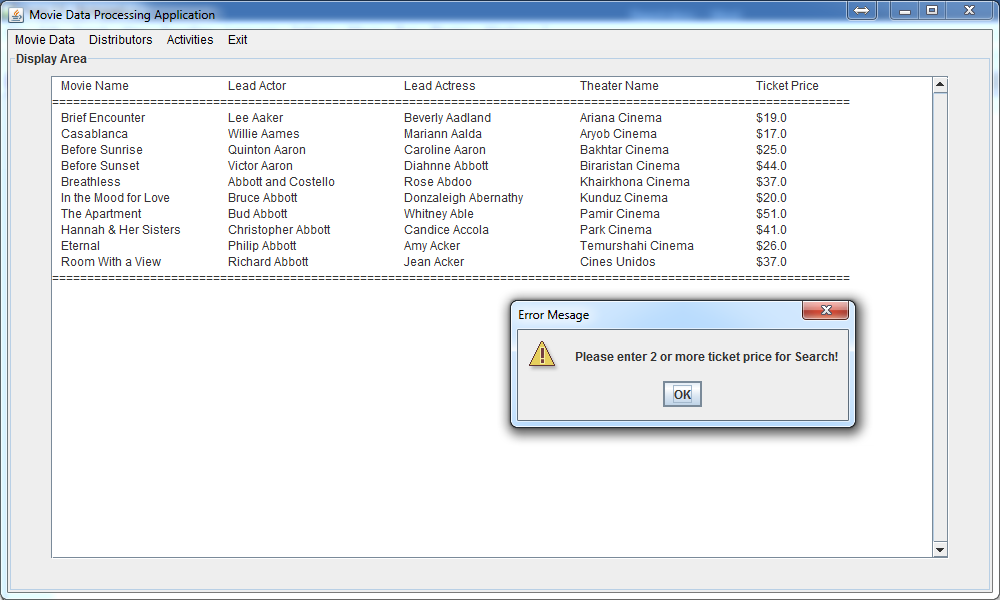 Movie Data Processing Application
Movie Data Distributors Activities Exit
Display Area
Movie Name Lead Actor Lead Actress Theater Name Ticket Price
Brief Encounter Lee Aaker Beverly Aadland Ariana Cinema $19.0
Casablanca Willie Aames Mariann Aalda Aryob Cinema $17.0
Before Sunrise Quinton Aaron Caroline Aaron Bakhtar Cinema $25.0
Before Sunset Victor Aaron Diahnne Abbott Biraristan Cinema $44.0
Breathless Abbott and Costello Rose Abdoo Khairkhona Cinema $37.0
In the Mood for Love Bruce Abbott Donzaleigh Abernathy Kunduz Cinema $20.0
The Apartment Bud Abbott Whitney Able Pamir Cinema $51.0
Hannah & Her Sisters Christopher Abbott Candice Accola Park Cinema $41.0
Eternal Philip Abbott Amy Acker Temurshahi Cinema $26.0
Room With a View Richard Abbott Jean Acker Cines Unidos $37.0
Error Mesage
Please enter 2 or more ticket price for Search!
OK